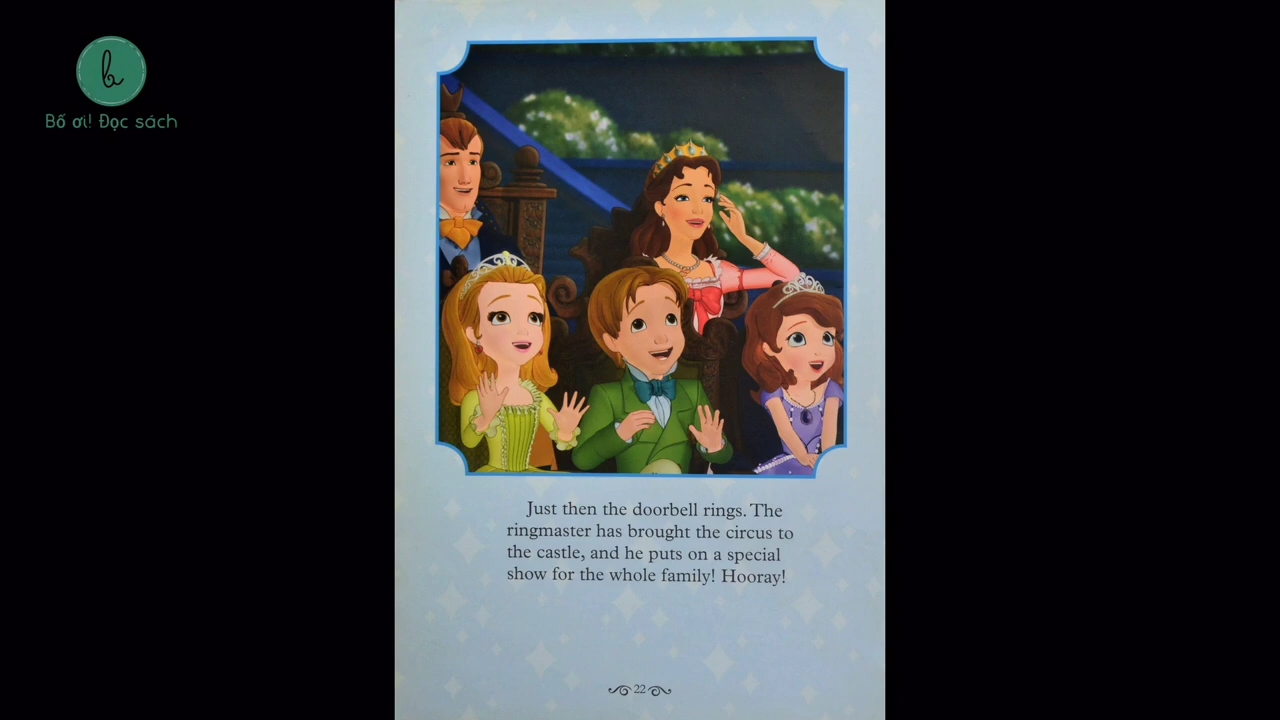 b
Bố ơi! Đọc sách
Just then the doorbell rings. The
ringmaster has brought the circus to
the castle, and he puts on a special
show for the whole family! Hooray!
22